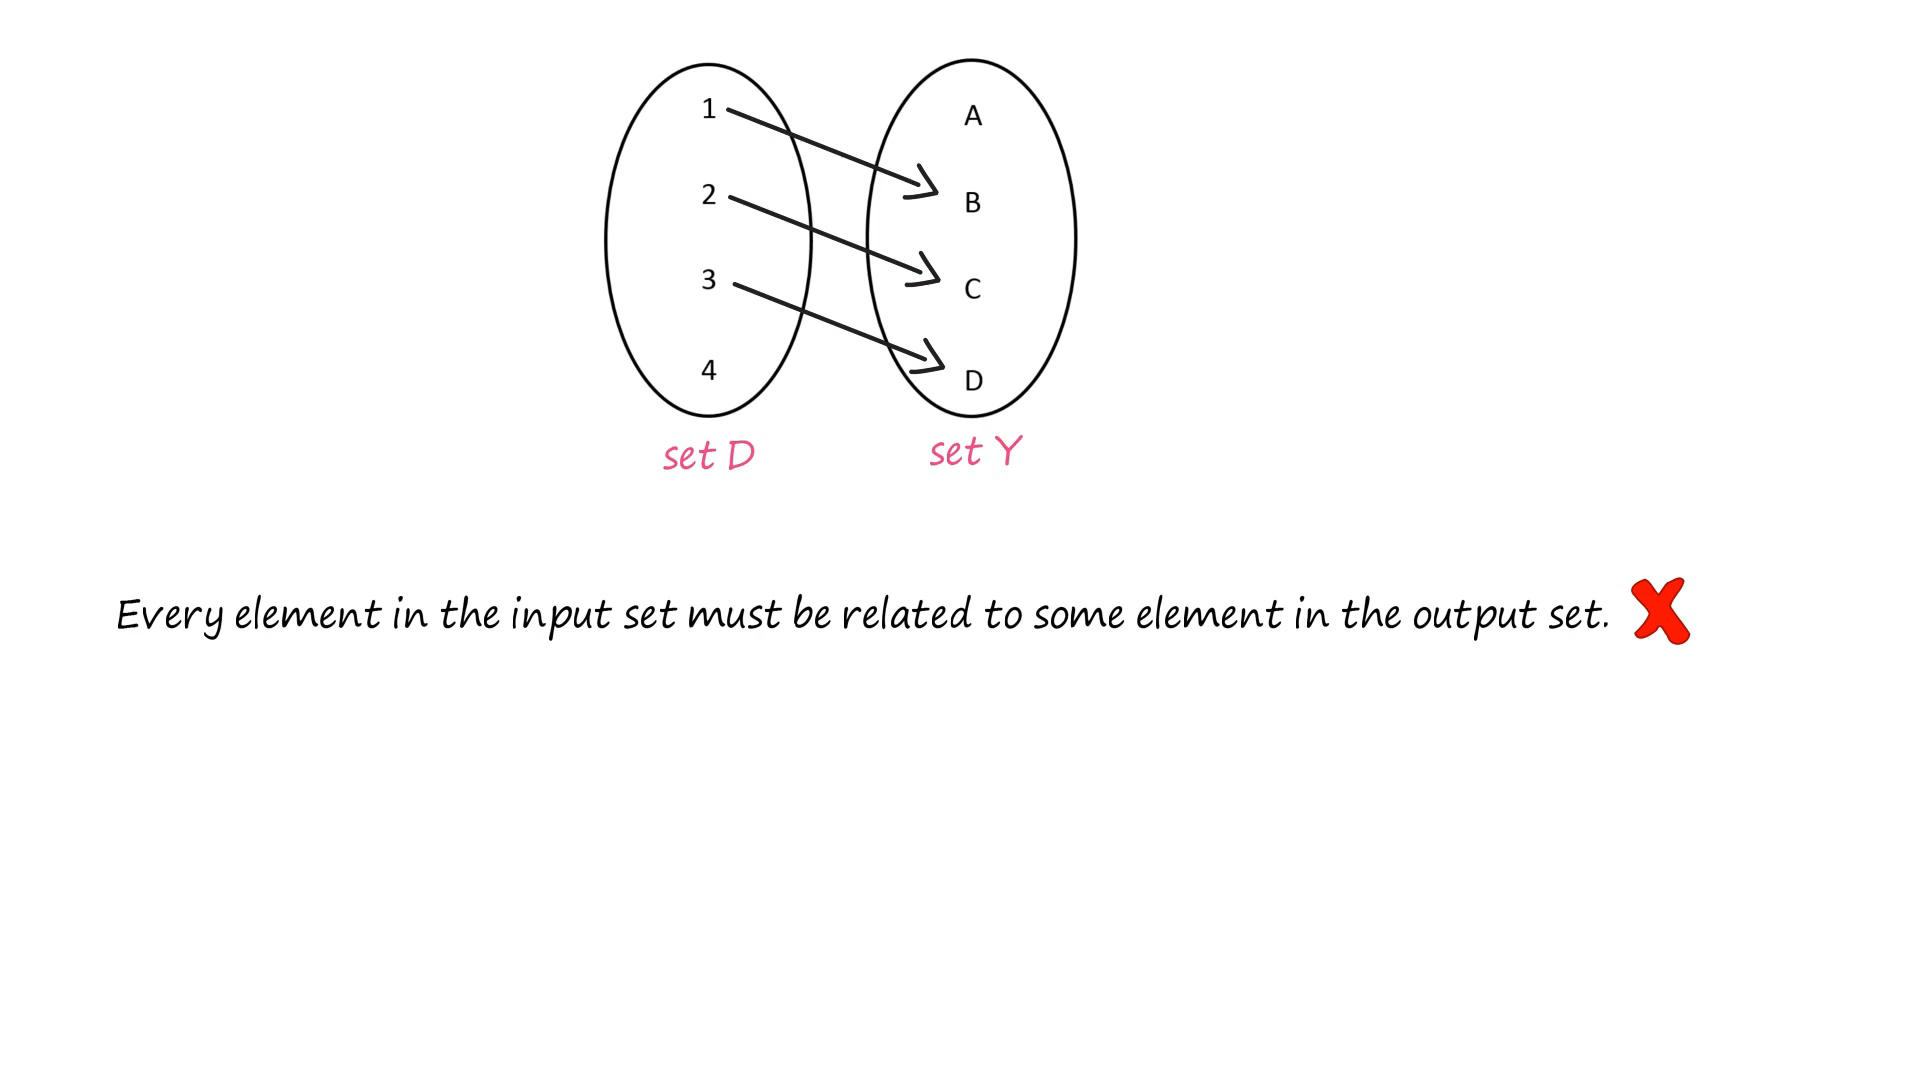 1
A
2
B
3
C
4
D
set D
set Y
Every element in the input set must be related to some element in the output set.